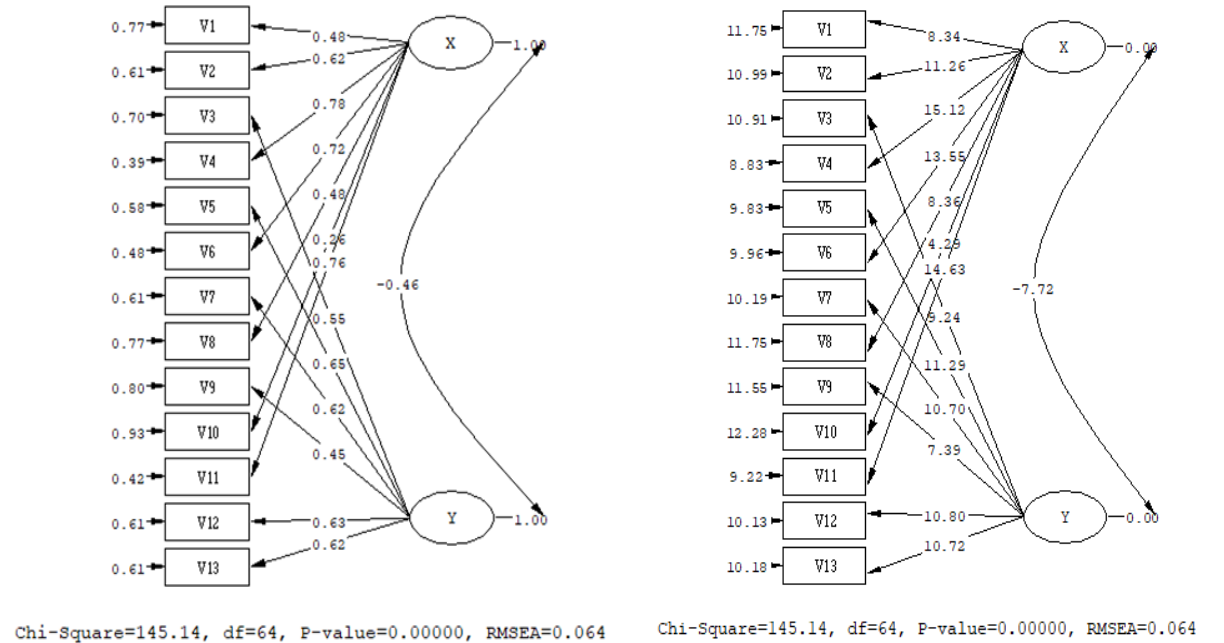 0.77 V1 0.48 X 1.00
0.61 V2 0.62
0.70 V3 0.78
0.39 V4 0.72
0.58 V5 0.48
0.48 V6 0.26
0.76
0.61 V7 -0.46
0.55
0.77 V8 0.65
0.80 V9 0.62
0.93 V10 0.45
0.42 V11
0.61 V12 0.63 Y 1.00
0.61 V13 0.62
Chi-Square=145.14, df=64, P-value=0.00000, RMSEA=0.064
11.75 V1 8.34 X 0.00
10.99 V2 11.26
10.91 V3 15.12
8.83 V4 13.55
9.83 V5 8.36
9.96 V6 4.29
14.63
10.19 V7 -7.72
9.24
11.75 V8 11.29
11.55 V9 10.70
12.28 V10 7.39
9.22 V11
10.13 V12 10.80 Y 0.00
10.18 V13 10.72
Chi-Square=145.14, df=64, P-value=0.00000, RMSEA=0.064